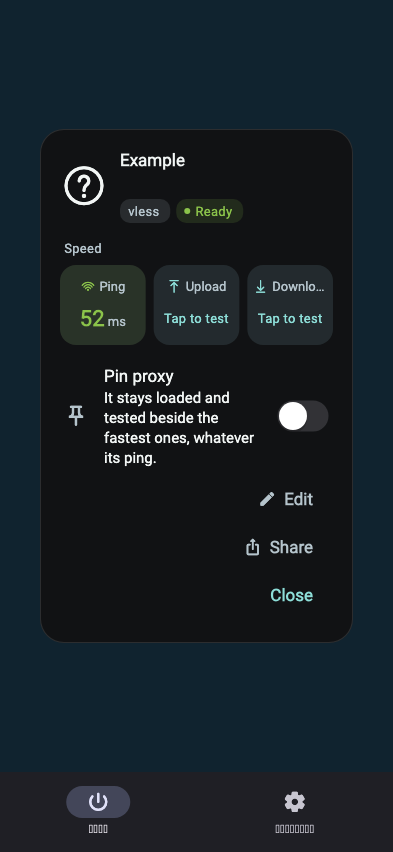 Example
vless
Ready
Speed
Ping
Upload
Downlo...
52 ms
Tap to test
Tap to test
Pin proxy
It stays loaded and
tested beside the
fastest ones, whatever
its ping.
Edit
Share
Close